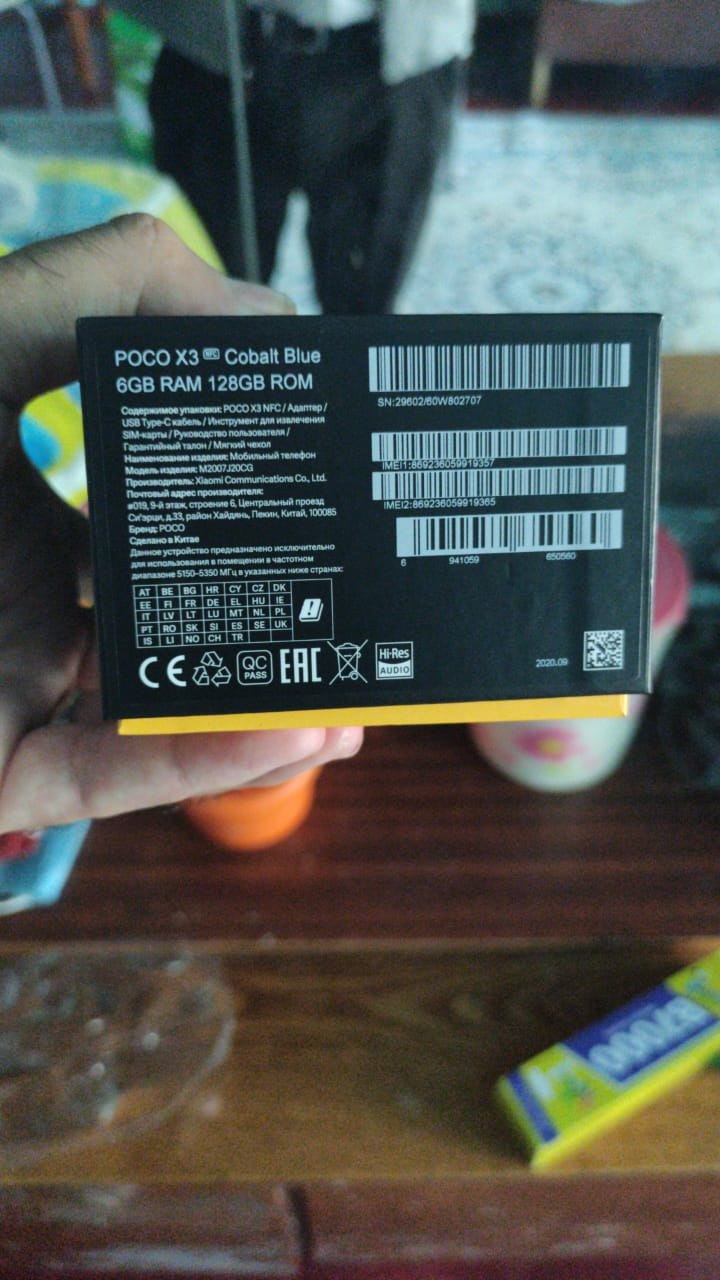 POCO X3 NFC Cobalt Blue
6GB RAM 128GB ROM
Содержимое упаковки: POCO X3 NFC / Адаптер /
USB Type-C кабель / Инструмент для извлечения
SIM-карты / Руководство пользователя /
Гарантийный талон / Мягкий чехол
Наименование изделия: Мобильный телефон
Модель изделия: M2007J20CG
Производитель: Xiaomi Communications Co., Ltd.
Почтовый адрес производителя:
#019, 9-й этаж, строение 6, Центральный проезд
Си'эрци, д.33, район Хайдянь, Пекин, Китай, 100085
Бренд: POCO
Сделано в Китае
Данное устройство предназначено исключительно
для использования в помещении в частотном
диапазоне 5150–5350 МГц в указанных ниже странах:
AT BE BG HR CY CZ DK
EE FI FR DE EL HU IE
IT LV LT LU MT NL PL
PT RO SK SI ES SE UK
IS LI NO CH TR
CE QC PASS EAC Hi-Res AUDIO
SN:29602/60W802707
IMEI1:869236059919357
IMEI2:869236059919365
6 941059 650560
2020.09